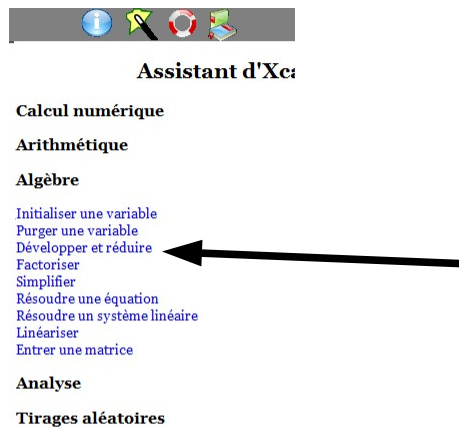 Assistant d'Xca
Calcul numérique
Arithmétique
Algèbre
Initialiser une variable
Purger une variable
Développer et réduire
Factoriser
Simplifier
Résoudre une équation
Résoudre un système linéaire
Linéariser
Entrer une matrice
Analyse
Tirages aléatoires